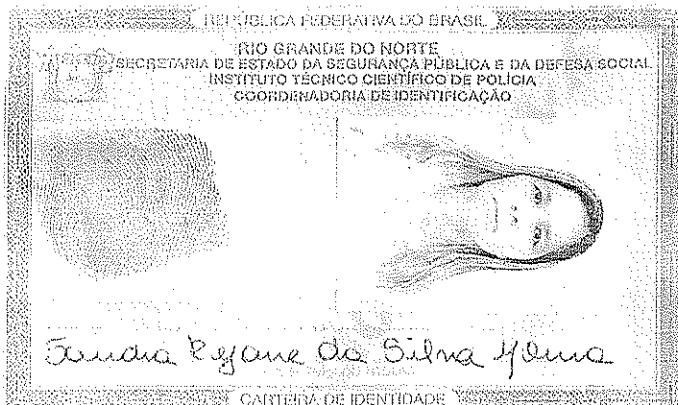 REPÚBLICA FEDERATIVA DO BRASIL
RIO GRANDE DO NORTE
SECRETARIA DE ESTADO DA SEGURANÇA PÚBLICA E DA DEFESA SOCIAL
INSTITUTO TÉCNICO CIENTÍFICO DE POLÍCIA
COORDENADORIA DE IDENTIFICAÇÃO
Sandra Rejane da Silva
CARTEIRA DE IDENTIDADE